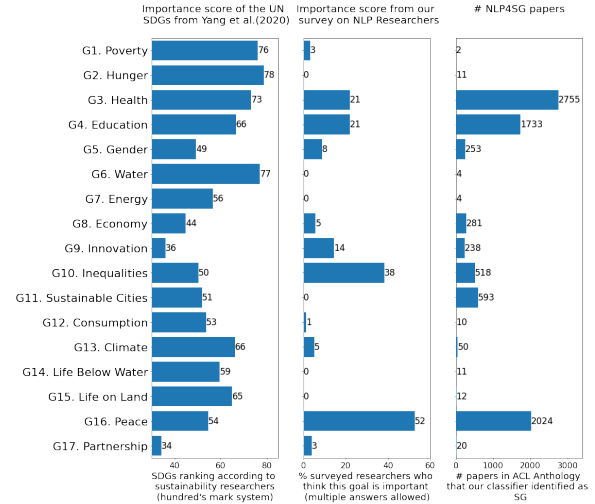 Importance score of the UN
SDGs from Yang et al.(2020)
Importance score from our
survey on NLP Researchers
# NLP4SG papers
G1. Poverty 76 3 2
G2. Hunger 78 0 11
G3. Health 73 21 2755
G4. Education 66 21 1733
G5. Gender 49 8 253
G6. Water 77 0 4
G7. Energy 56 0 4
G8. Economy 44 5 281
G9. Innovation 36 14 238
G10. Inequalities 50 38 518
G11. Sustainable Cities 51 0 593
G12. Consumption 53 1 10
G13. Climate 66 5 50
G14. Life Below Water 59 0 11
G15. Life on Land 65 0 12
G16. Peace 54 52 2024
G17. Partnership 34 3 20
40 60 80 0 20 40 60 0 1000 2000 3000
SDGs ranking according to
sustainability researchers
(hundred's mark system)
% surveyed researchers who
think this goal is important
(multiple answers allowed)
# papers in ACL Anthology
that our classifier identified as
SG